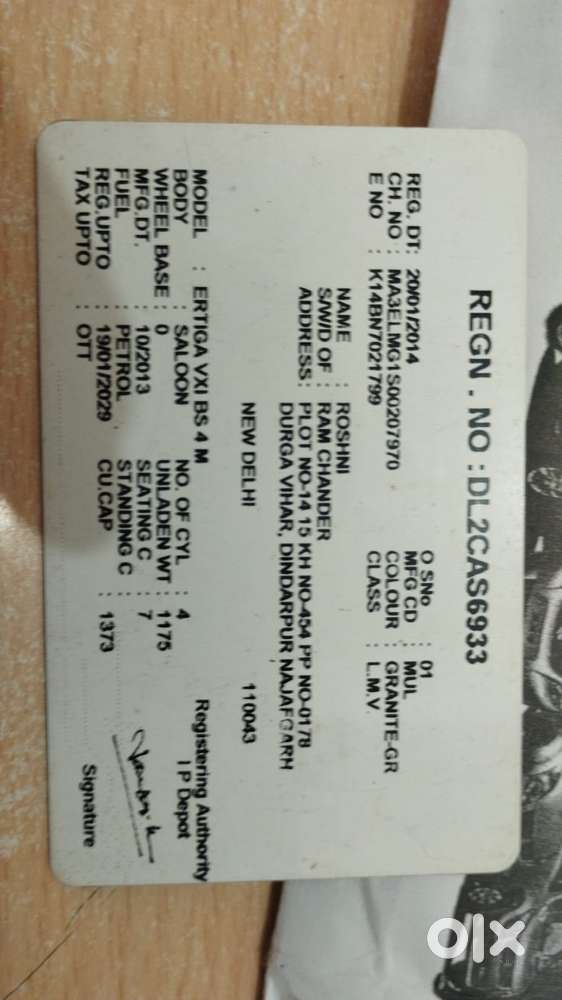 REGN . NO : DL2CAS6933
REG. DT: 20/01/2014 O SNo : 01
CH. NO : MA3ELMG1S00207970 MFG CD : MUL
E NO : K14BN7021799 COLOUR : GRANITE-GR
CLASS : L.M.V.
NAME : ROSHNI
S/W/D OF : RAM CHANDER
ADDRESS: PLOT NO-14 15 KH NO-454 PP NO-0178
DURGA VIHAR, DINDARPUR NAJAFGARH
NEW DELHI 110043
MODEL : ERTIGA VXI BS 4 M
BODY : SALOON NO. OF CYL : 4
WHEEL BASE : 0 UNLADEN WT : 1175
MFG.DT. : 10/2013 SEATING C : 7
FUEL : PETROL STANDING C :
REG.UPTO : 19/01/2029 CU.CAP : 1373
TAX UPTO : OTT
Registering Authority
I P Depot
Signature
olx